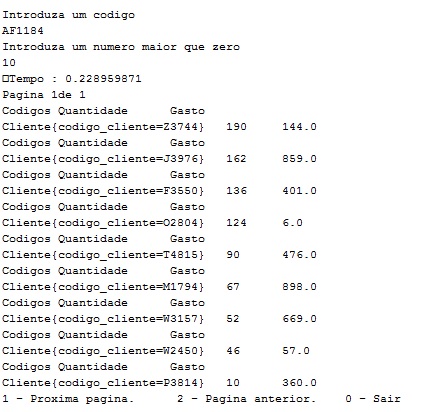 Introduza um codigo
AF1184
Introduza um numero maior que zero
10
□Tempo : 0.228959871
Pagina 1de 1
Codigos Quantidade      Gasto
Cliente{codigo_cliente=Z3744}   190     144.0
Codigos Quantidade      Gasto
Cliente{codigo_cliente=J3976}   162     859.0
Codigos Quantidade      Gasto
Cliente{codigo_cliente=F3550}   136     401.0
Codigos Quantidade      Gasto
Cliente{codigo_cliente=O2804}   124     6.0
Codigos Quantidade      Gasto
Cliente{codigo_cliente=T4815}   90      476.0
Codigos Quantidade      Gasto
Cliente{codigo_cliente=M1794}   67      898.0
Codigos Quantidade      Gasto
Cliente{codigo_cliente=W3157}   52      669.0
Codigos Quantidade      Gasto
Cliente{codigo_cliente=W2450}   46      57.0
Codigos Quantidade      Gasto
Cliente{codigo_cliente=P3814}   10      360.0
1 - Proxima pagina.      2 - Pagina anterior.    0 - Sair